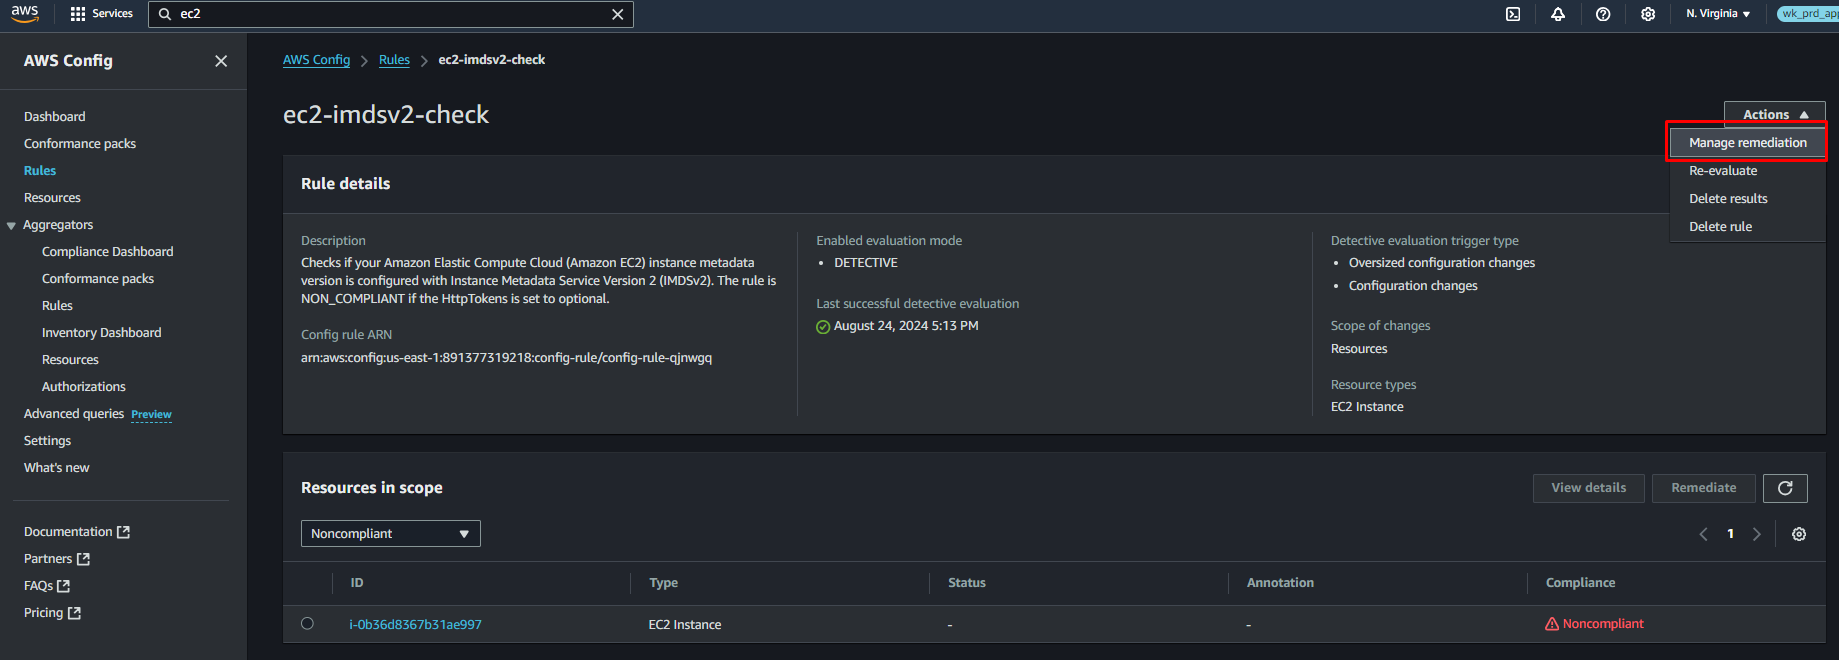 aws
Services
ec2
N. Virginia
wk_prd_app
AWS Config
Dashboard
Conformance packs
Rules
Resources
Aggregators
Compliance Dashboard
Conformance packs
Rules
Inventory Dashboard
Resources
Authorizations
Advanced queries Preview
Settings
What's new
Documentation
Partners
FAQs
Pricing
AWS Config > Rules > ec2-imdsv2-check
ec2-imdsv2-check
Actions
Manage remediation
Re-evaluate
Delete results
Delete rule
Rule details
Description
Checks if your Amazon Elastic Compute Cloud (Amazon EC2) instance metadata
version is configured with Instance Metadata Service Version 2 (IMDSv2). The rule is
NON_COMPLIANT if the HttpTokens is set to optional.
Config rule ARN
arn:aws:config:us-east-1:891377319218:config-rule/config-rule-qjnwgq
Enabled evaluation mode
• DETECTIVE
Last successful detective evaluation
August 24, 2024 5:13 PM
Detective evaluation trigger type
• Oversized configuration changes
• Configuration changes
Scope of changes
Resources
Resource types
EC2 Instance
Resources in scope
View details
Remediate
Noncompliant
1
ID Type Status Annotation Compliance
i-0b36d8367b31ae997 EC2 Instance - - Noncompliant